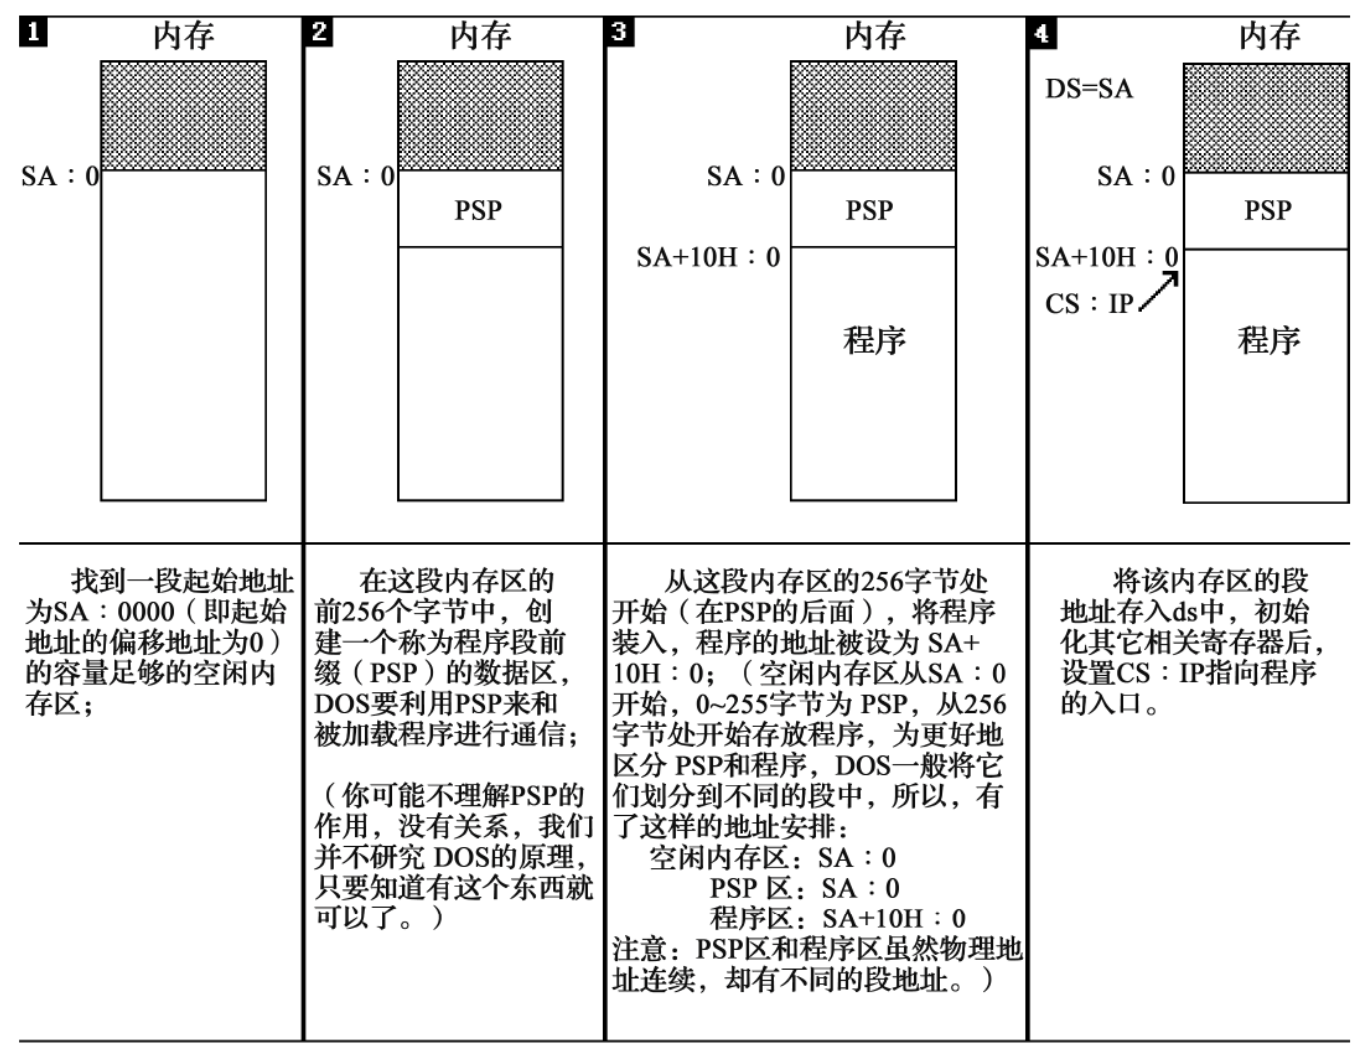 1 内存
SA：0
找到一段起始地址
为SA：0000（即起始
地址的偏移地址为0）
的容量足够的空闲内
存区；
2 内存
SA：0
PSP
在这段内存区的
前256个字节中，创
建一个称为程序段前
缀（PSP）的数据区，
DOS要利用PSP来和
被加载程序进行通信；
（你可能不理解PSP的
作用，没有关系，我们
并不研究 DOS的原理，
只要知道有这个东西就
可以了。）
3 内存
SA：0
PSP
SA+10H：0
程序
从这段内存区的256字节处
开始（在PSP的后面），将程序
装入，程序的地址被设为 SA+
10H：0；（空闲内存区从SA：0
开始，0~255字节为 PSP，从256
字节处开始存放程序，为更好地
区分 PSP和程序，DOS一般将它
们划分到不同的段中，所以，有
了这样的地址安排：
空闲内存区：SA：0
PSP 区：SA：0
程序区：SA+10H：0
注意：PSP区和程序区虽然物理地
址连续，却有不同的段地址。）
4 内存
DS=SA
SA：0
PSP
SA+10H：0
CS：IP
程序
将该内存区的段
地址存入ds中，初始
化其它相关寄存器后，
设置CS：IP指向程序
的入口。